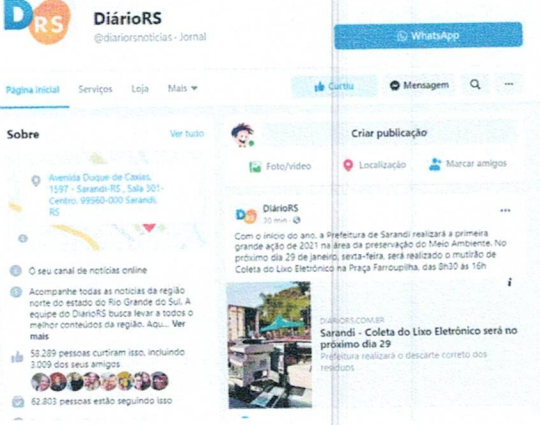 DRS
DiárioRS
@diariorsnoticias · Jornal
WhatsApp
Página inicial
Serviços
Loja
Mais
Curtiu
Mensagem
Sobre
Ver tudo
Avenida Duque de Caxias,
1597 - Sarandi-RS , Sala 301-
Centro. 99560-000 Sarandi,
RS
O seu canal de notícias online
Acompanhe todas as notícias da região
norte do estado do Rio Grande do Sul. A
equipe do DiarioRS busca levar a todos o
melhor conteúdos da região. Aqu... Ver
mais
58.289 pessoas curtiram isso, incluindo
3.009 dos seus amigos
62.803 pessoas estão seguindo isso
Criar publicação
Foto/vídeo
Localização
Marcar amigos
DRS
DiárioRS
20 min ·
Com o início do ano, a Prefeitura de Sarandi realizará a primeira
grande ação de 2021 na área da preservação do Meio Ambiente. No
próximo dia 29 de janeiro, sexta-feira, será realizado o mutirão de
Coleta do Lixo Eletrônico na Praça Farroupilha, das 8h30 às 16h
DIARIORS.COM.BR
Sarandi - Coleta do Lixo Eletrônico será no
próximo dia 29
Prefeitura realizará o descarte correto dos
resíduos